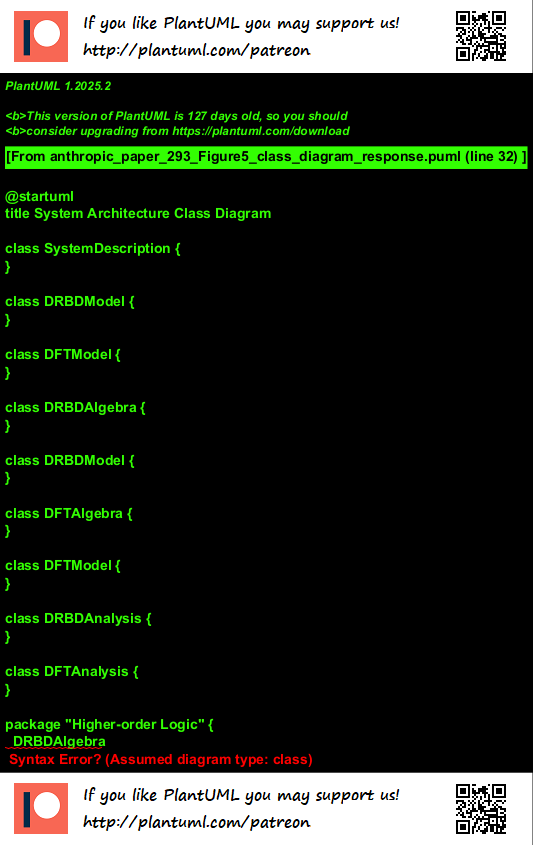 If you like PlantUML you may support us!
http://plantuml.com/patreon
PlantUML 1.2025.2
<b>This version of PlantUML is 127 days old, so you should
<b>consider upgrading from https://plantuml.com/download
[From anthropic_paper_293_Figure5_class_diagram_response.puml (line 32) ]
@startuml
title System Architecture Class Diagram
class SystemDescription {
}
class DRBDModel {
}
class DFTModel {
}
class DRBDAlgebra {
}
class DRBDModel {
}
class DFTAlgebra {
}
class DFTModel {
}
class DRBDAnalysis {
}
class DFTAnalysis {
}
package "Higher-order Logic" {
DRBDAlgebra
Syntax Error? (Assumed diagram type: class)
If you like PlantUML you may support us!
http://plantuml.com/patreon